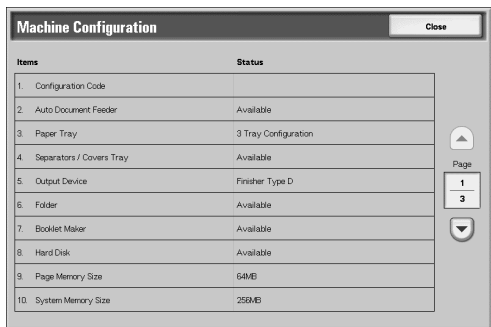 Machine Configuration
Close
Items Status
1. Configuration Code
2. Auto Document Feeder Available
3. Paper Tray 3 Tray Configuration
4. Separators / Covers Tray Available
5. Output Device Finisher Type D
6. Folder Available
7. Booklet Maker Available
8. Hard Disk Available
9. Page Memory Size 64MB
10. System Memory Size 256MB
Page
1
3